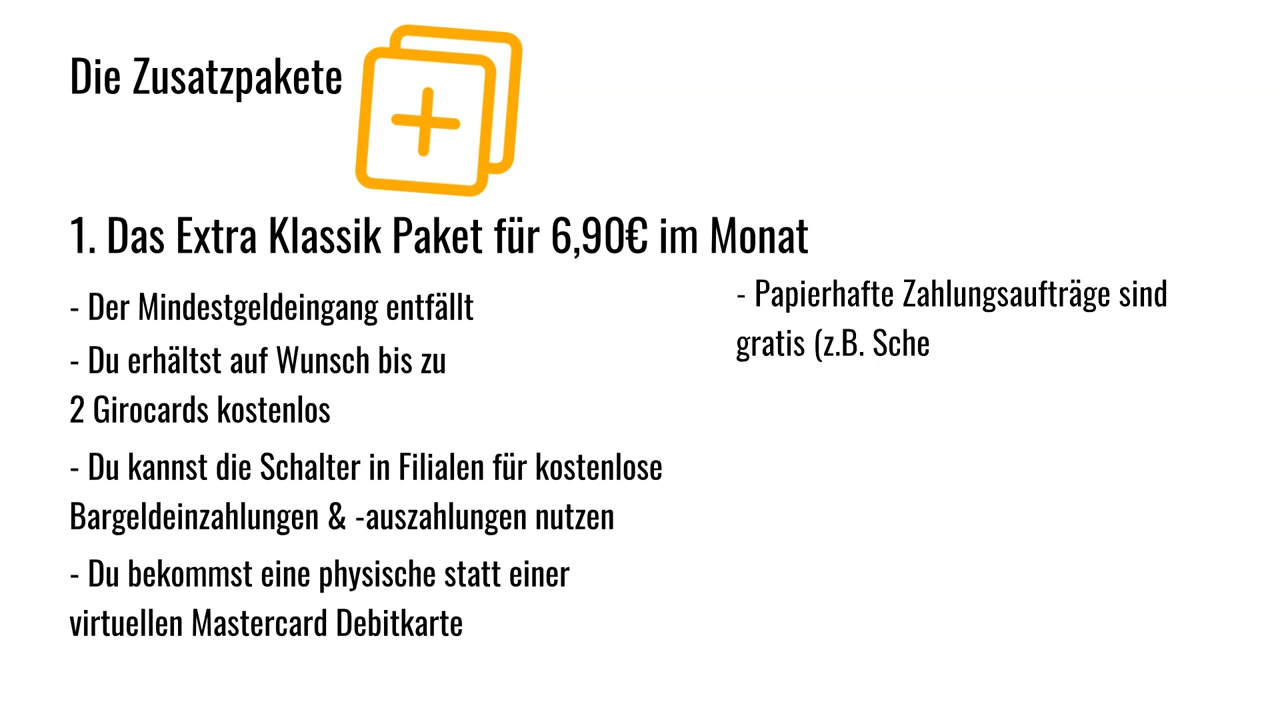 Die Zusatzpakete
1. Das Extra Klassik Paket für 6,90€ im Monat
- Der Mindestgeldeingang entfällt
- Du erhältst auf Wunsch bis zu
2 Girocards kostenlos
- Du kannst die Schalter in Filialen für kostenlose
Bargeldeinzahlungen & -auszahlungen nutzen
- Du bekommst eine physische statt einer
virtuellen Mastercard Debitkarte
- Papierhafte Zahlungsaufträge sind
gratis (z.B. Sche